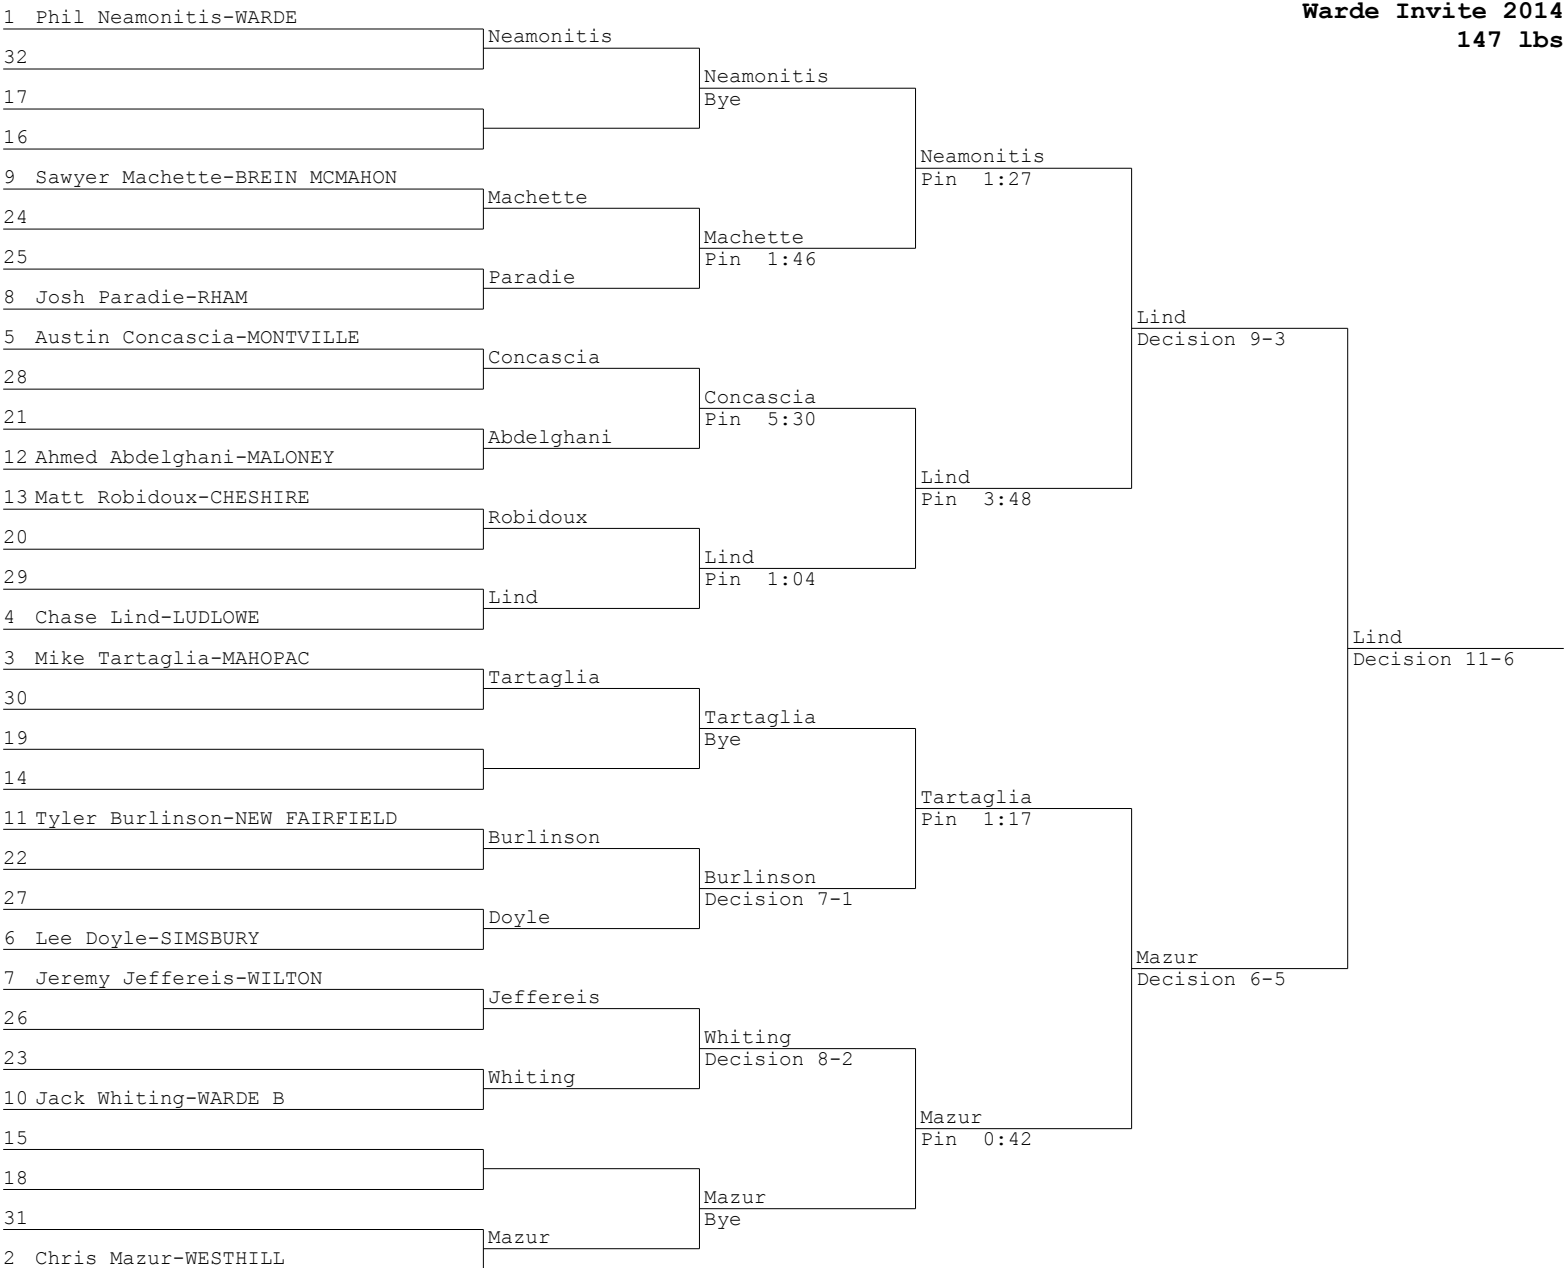 Warde Invite 2014
147 lbs
1 Phil Neamonitis-WARDE
Neamonitis
32
Neamonitis
Bye
17
16
Neamonitis
Pin 1:27
9 Sawyer Machette-BREIN MCMAHON
Machette
24
Machette
Pin 1:46
25
Paradie
8 Josh Paradie-RHAM
Lind
Decision 9-3
5 Austin Concascia-MONTVILLE
Concascia
28
Concascia
Pin 5:30
21
Abdelghani
12 Ahmed Abdelghani-MALONEY
Lind
Pin 3:48
13 Matt Robidoux-CHESHIRE
Robidoux
20
Lind
Pin 1:04
29
Lind
4 Chase Lind-LUDLOWE
Lind
Decision 11-6
3 Mike Tartaglia-MAHOPAC
Tartaglia
30
Tartaglia
Bye
19
14
Tartaglia
Pin 1:17
11 Tyler Burlinson-NEW FAIRFIELD
Burlinson
22
Burlinson
Decision 7-1
27
Doyle
6 Lee Doyle-SIMSBURY
Mazur
Decision 6-5
7 Jeremy Jeffereis-WILTON
Jeffereis
26
Whiting
Decision 8-2
23
Whiting
10 Jack Whiting-WARDE B
Mazur
Pin 0:42
15
18
Mazur
Bye
31
Mazur
2 Chris Mazur-WESTHILL